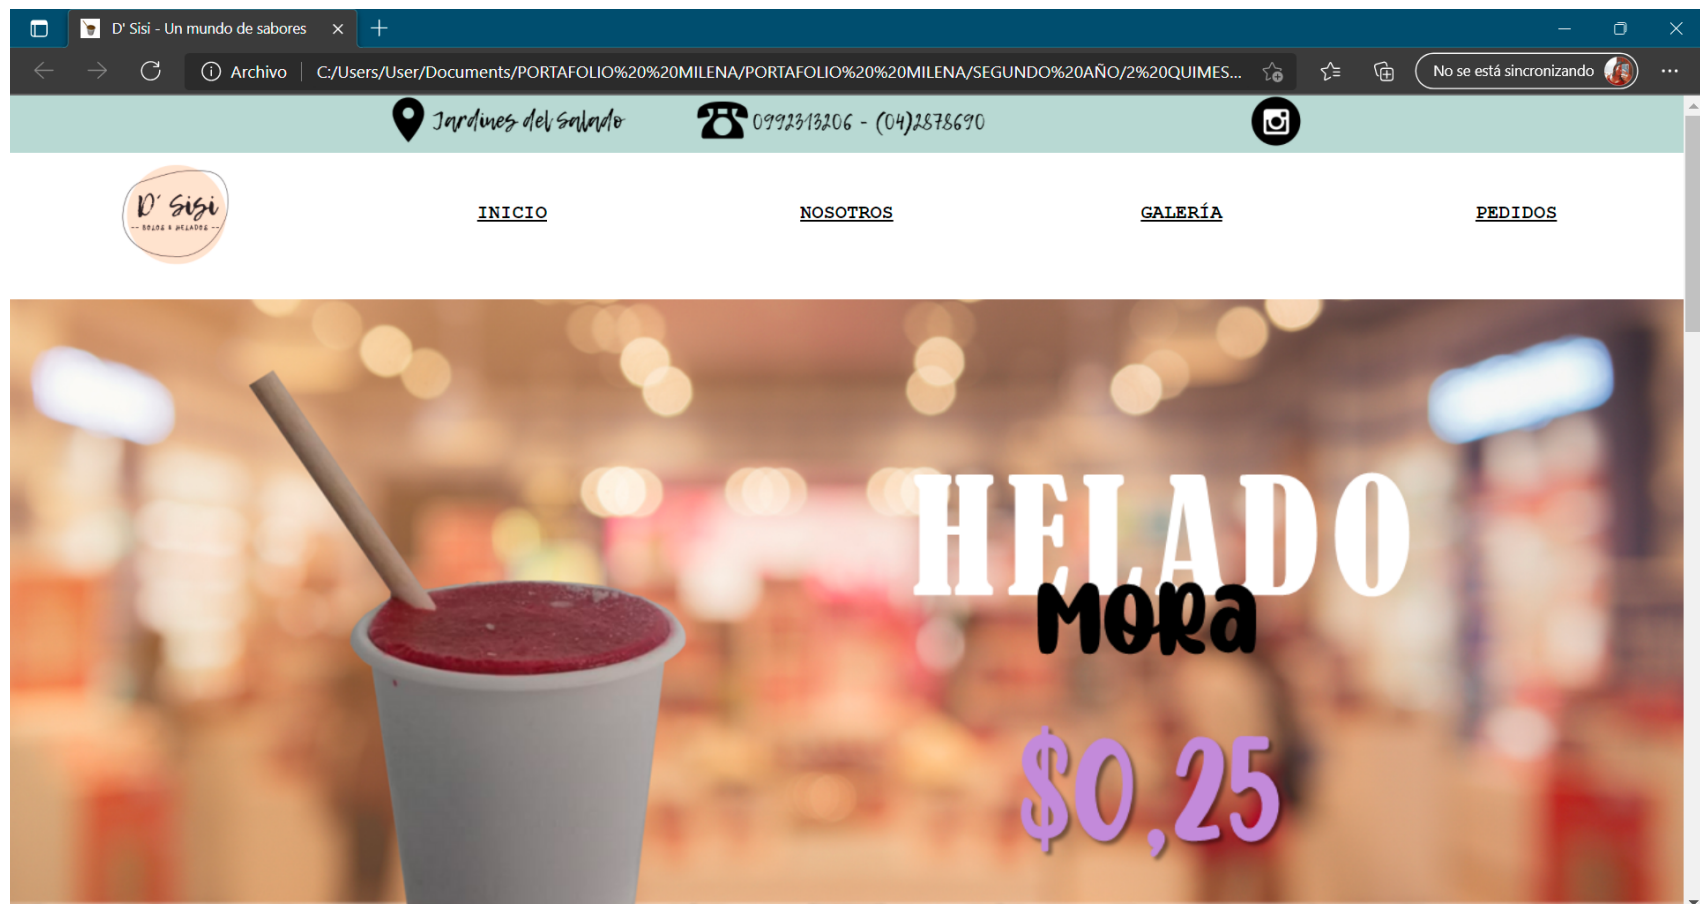 D' Sisi - Un mundo de sabores
Archivo
C:/Users/User/Documents/PORTAFOLIO%20%20MILENA/PORTAFOLIO%20%20MILENA/SEGUNDO%20AÑO/2%20QUIMES...
No se está sincronizando
Jardines del Salado
0992313206 - (04)2878690
D' Sisi
-- BOLOS & HELADOS --
INICIO
NOSOTROS
GALERÍA
PEDIDOS
HELADO
MORa
$0,25